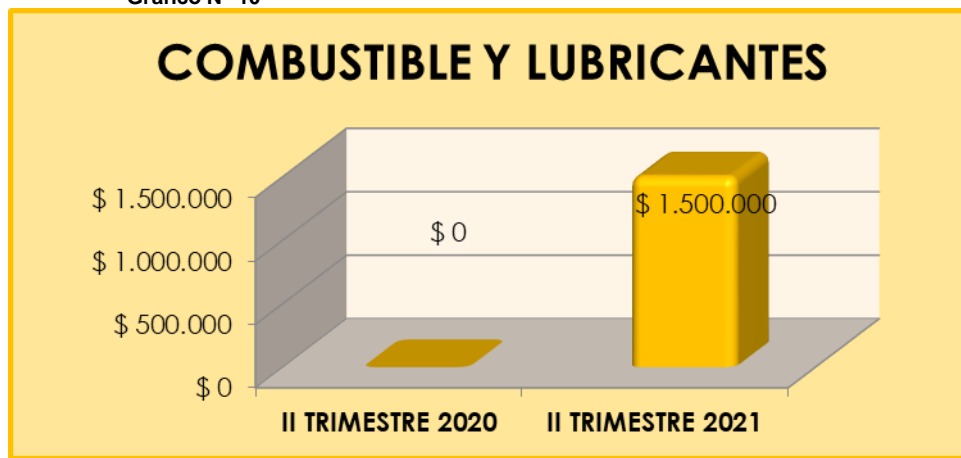 COMBUSTIBLE Y LUBRICANTES
$ 1.500.000
$ 1.000.000
$ 500.000
$ 0
$ 0
$ 1.500.000
II TRIMESTRE 2020
II TRIMESTRE 2021